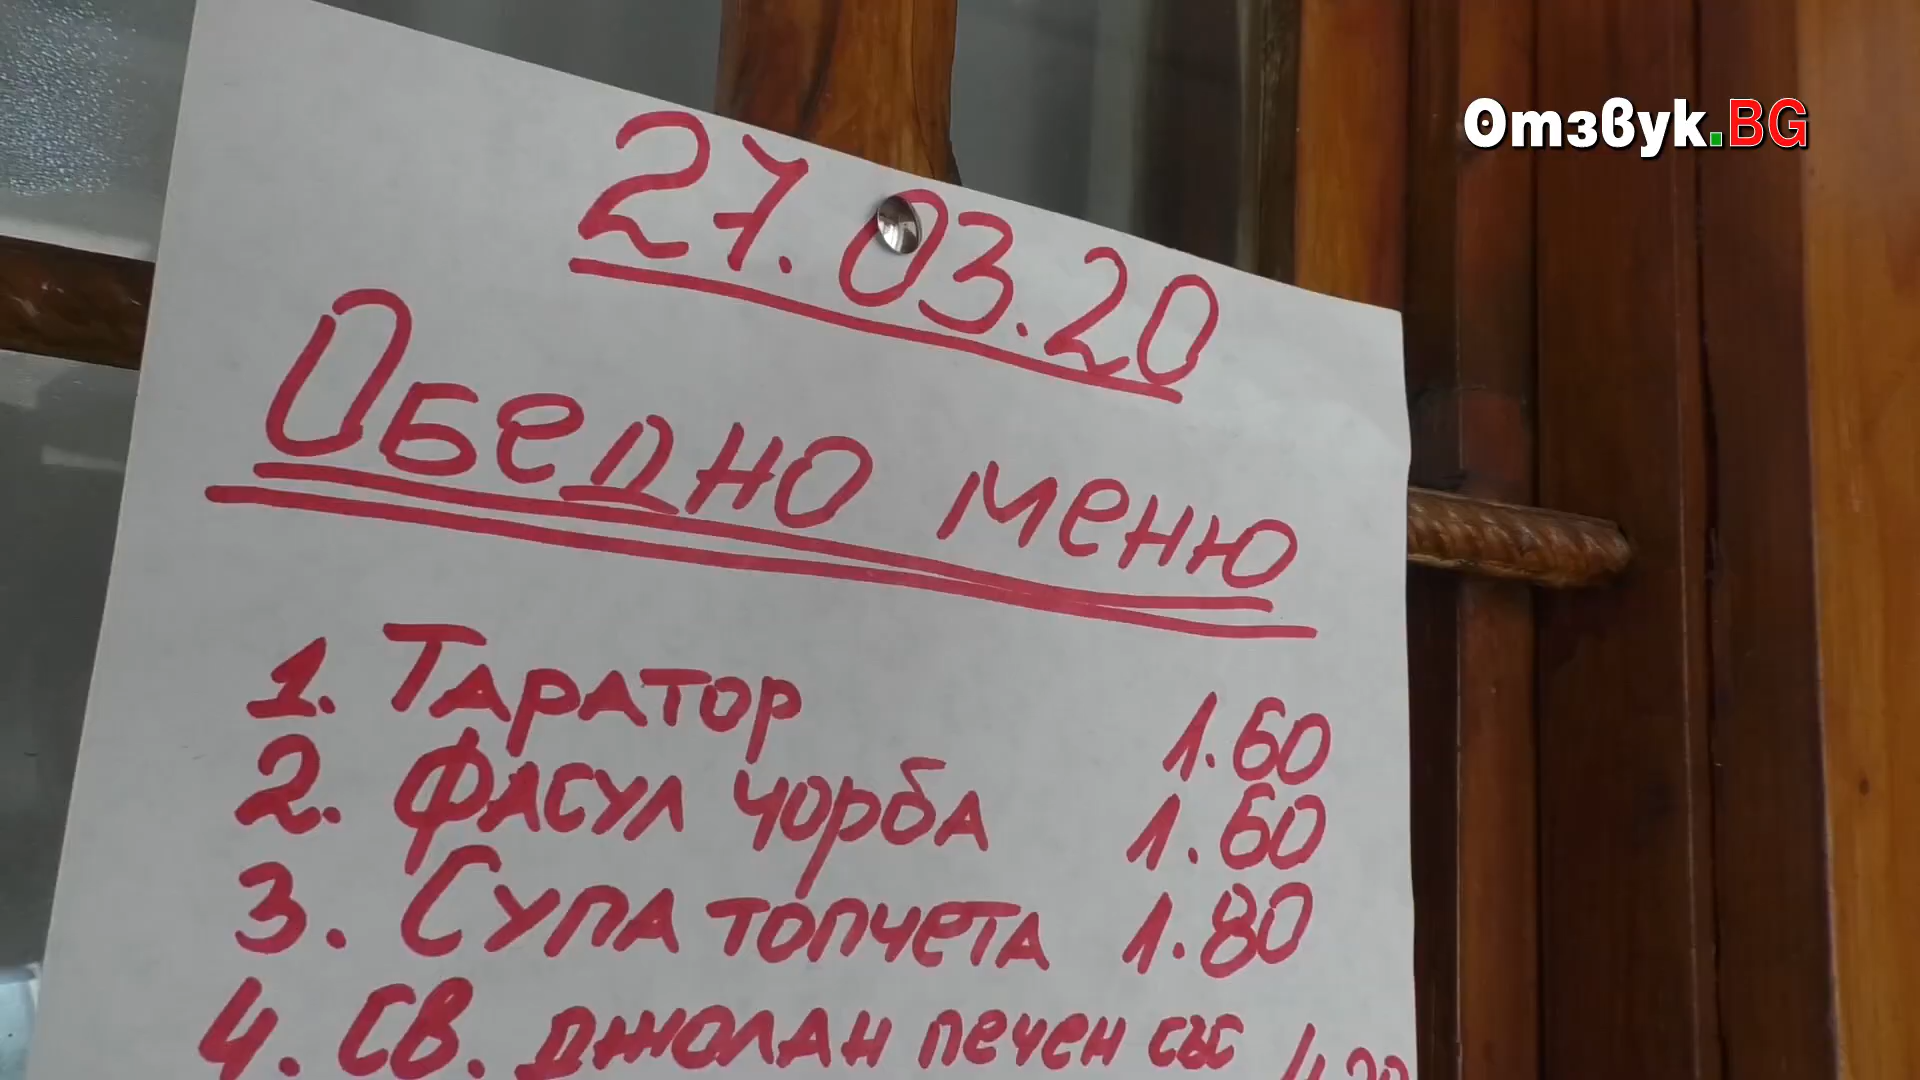 Отзвук.BG
27.03.20
Обедно меню
1. Таратор 1.60
2. Фасул чорба 1.60
3. Супа топчета 1.80
4. Св. джолан печен със